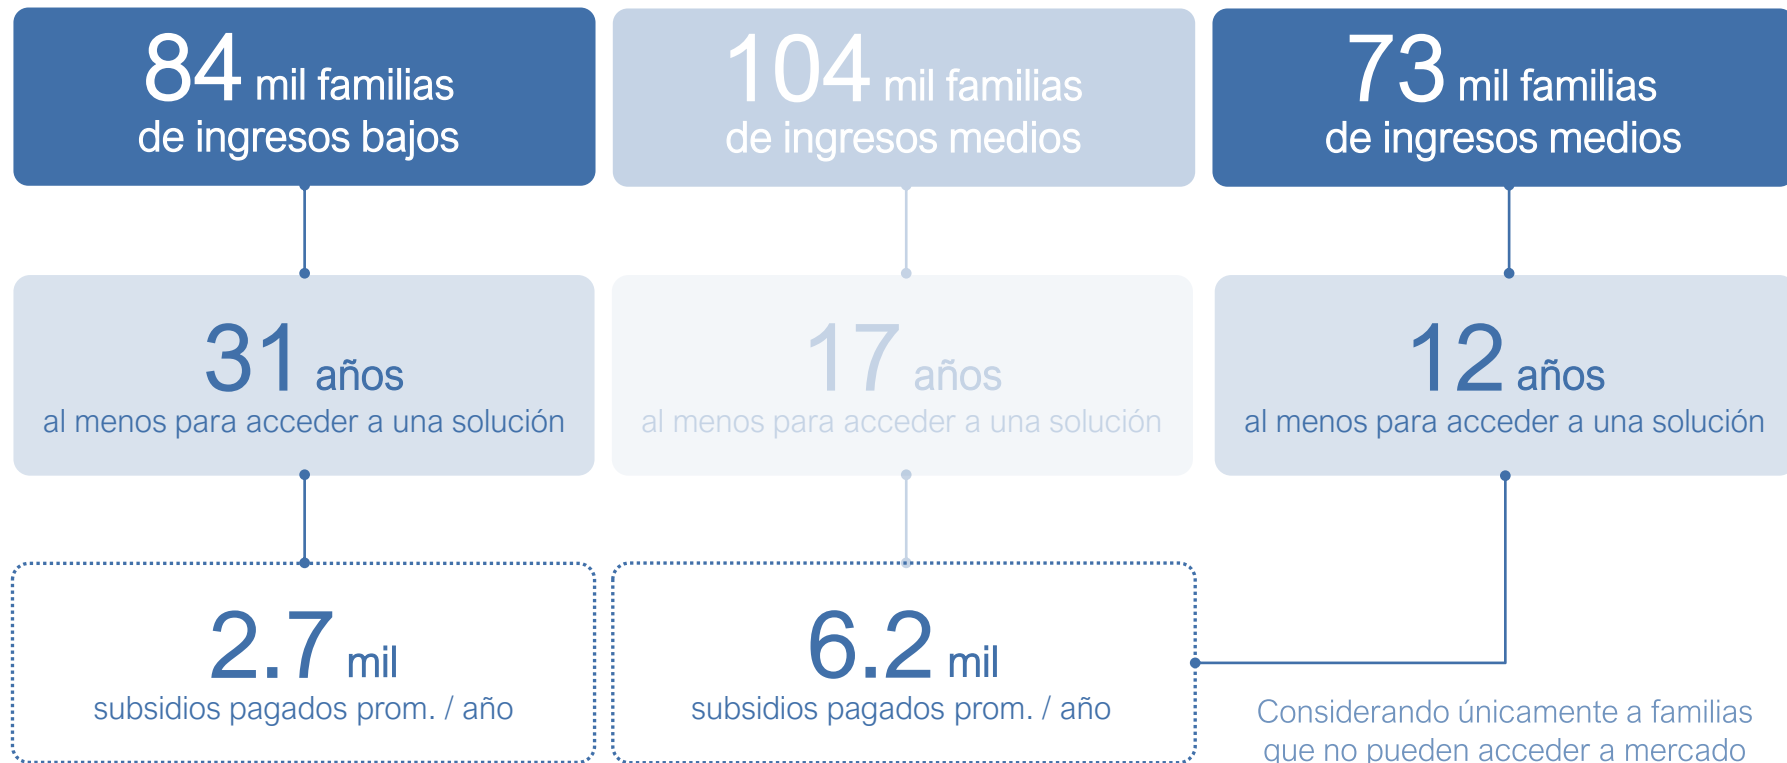 84 mil familias
de ingresos bajos
104 mil familias
de ingresos medios
73 mil familias
de ingresos medios
31 años
al menos para acceder a una solución
17 años
al menos para acceder a una solución
12 años
al menos para acceder a una solución
2.7 mil
subsidios pagados prom. / año
6.2 mil
subsidios pagados prom. / año
Considerando únicamente a familias
que no pueden acceder a mercado